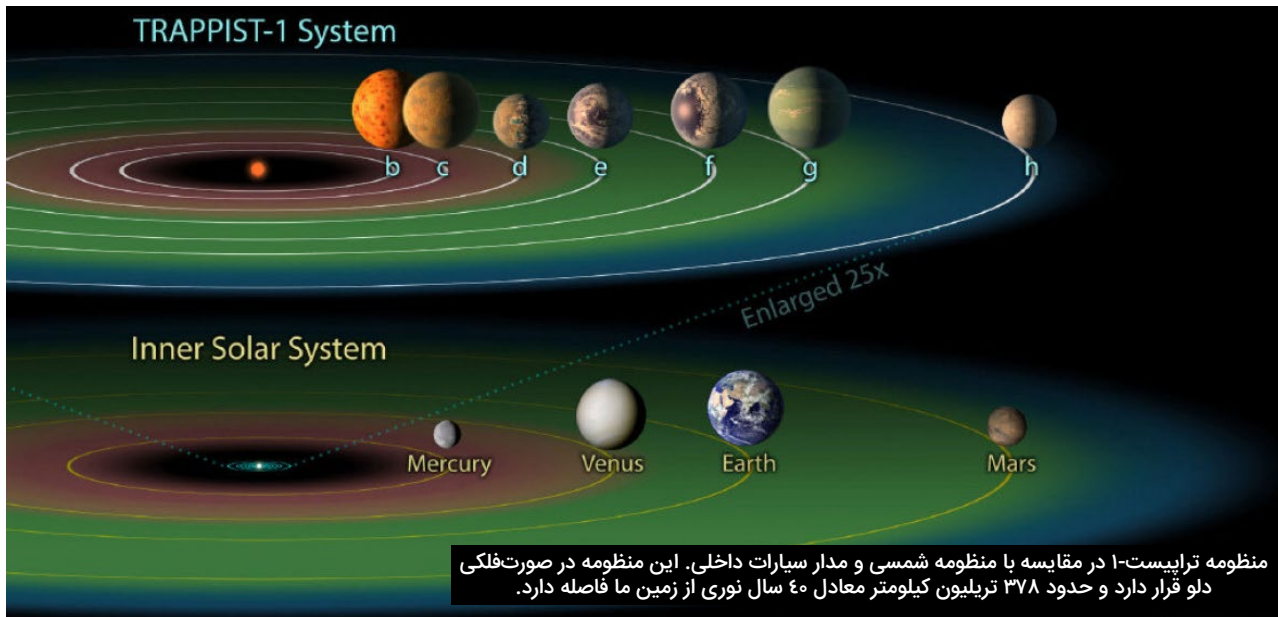 TRAPPIST-1 System
b c d e f g h
Enlarged 25x
Inner Solar System
Mercury Venus Earth Mars
منظومه تراپیست-۱ در مقایسه با منظومه شمسی و مدار سیارات داخلی. این منظومه در صورت‌فلکی
دلو قرار دارد و حدود ۳۷۸ تریلیون کیلومتر معادل ۴۰ سال نوری از زمین ما فاصله دارد.